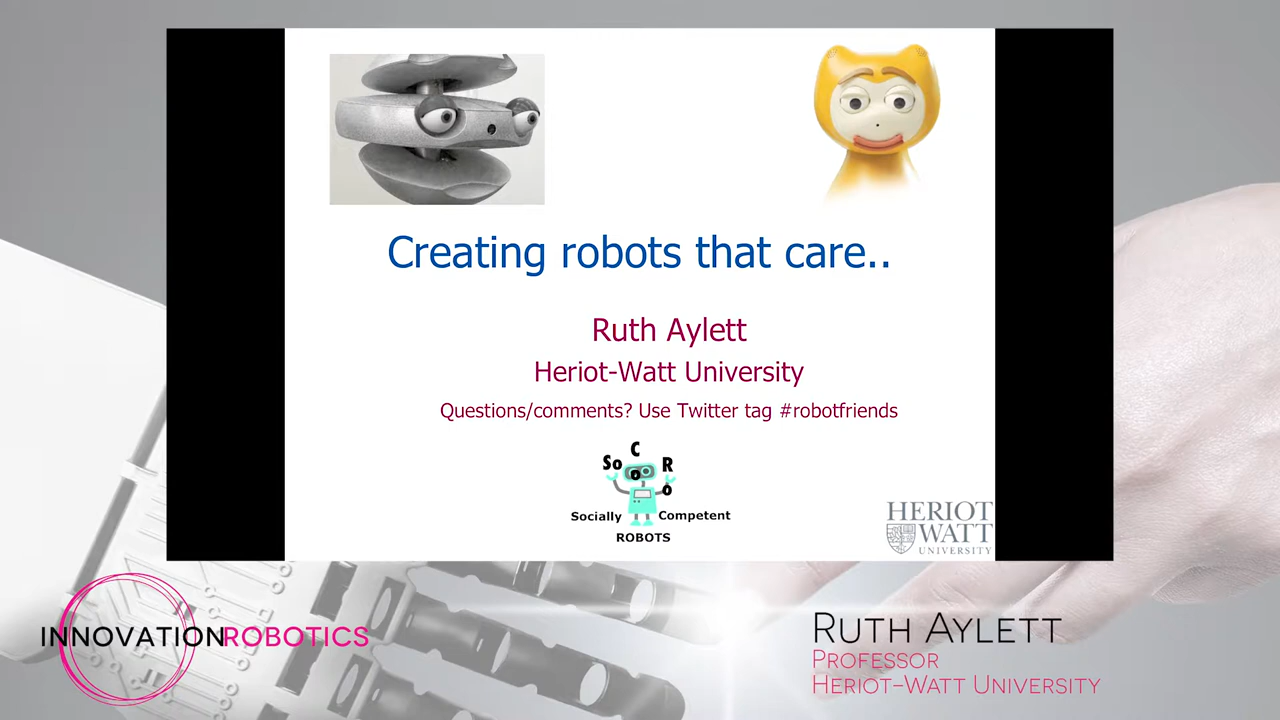 Creating robots that care..
Ruth Aylett
Heriot-Watt University
Questions/comments? Use Twitter tag #robotfriends
So C o R o
Socially Competent
ROBOTS
HERIOT
WATT
UNIVERSITY
INNOVATIONROBOTICS
RUTH AYLETT
PROFESSOR
HERIOT-WATT UNIVERSITY